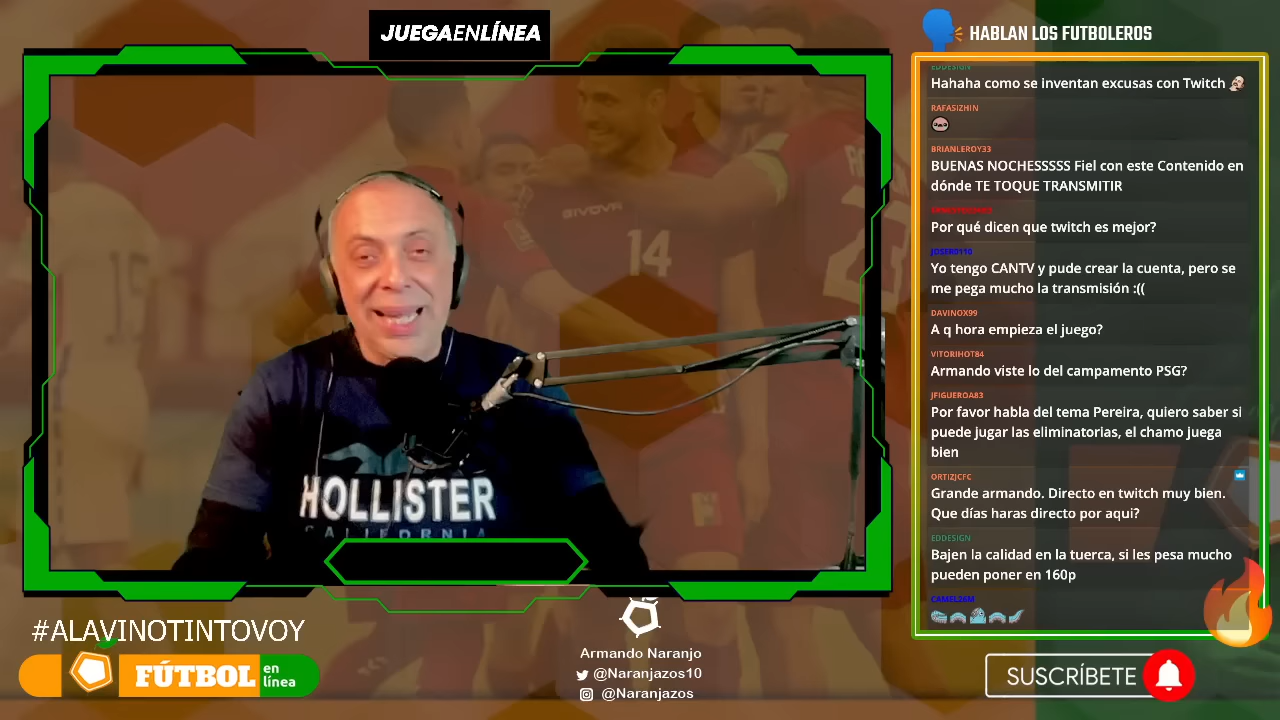 JUEGAENLÍNEA
HABLAN LOS FUTBOLEROS
EDDESIGN
Hahaha como se inventan excusas con Twitch
RAFASIZHIN
BRIANLEROY33
BUENAS NOCHESSSSS Fiel con este Contenido en
dónde TE TOQUE TRANSMITIR
Por qué dicen que twitch es mejor?
JOSER0110
Yo tengo CANTV y pude crear la cuenta, pero se
me pega mucho la transmisión :((
DAVINOX99
A q hora empieza el juego?
VITORIHOT84
Armando viste lo del campamento PSG?
JFIGUEROA83
Por favor habla del tema Pereira, quiero saber si
puede jugar las eliminatorias, el chamo juega
bien
ORTIZJCFC
Grande armando. Directo en twitch muy bien.
Que días haras directo por aqui?
EDDESIGN
Bajen la calidad en la tuerca, si les pesa mucho
pueden poner en 160p
CAMEL26M
GIVOVA
14
15
23
HOLLISTER
CALIFORNIA
#ALAVINOTINTOVOY
FÚTBOL en
línea
Armando Naranjo
@Naranjazos10
@Naranjazos
SUSCRÍBETE